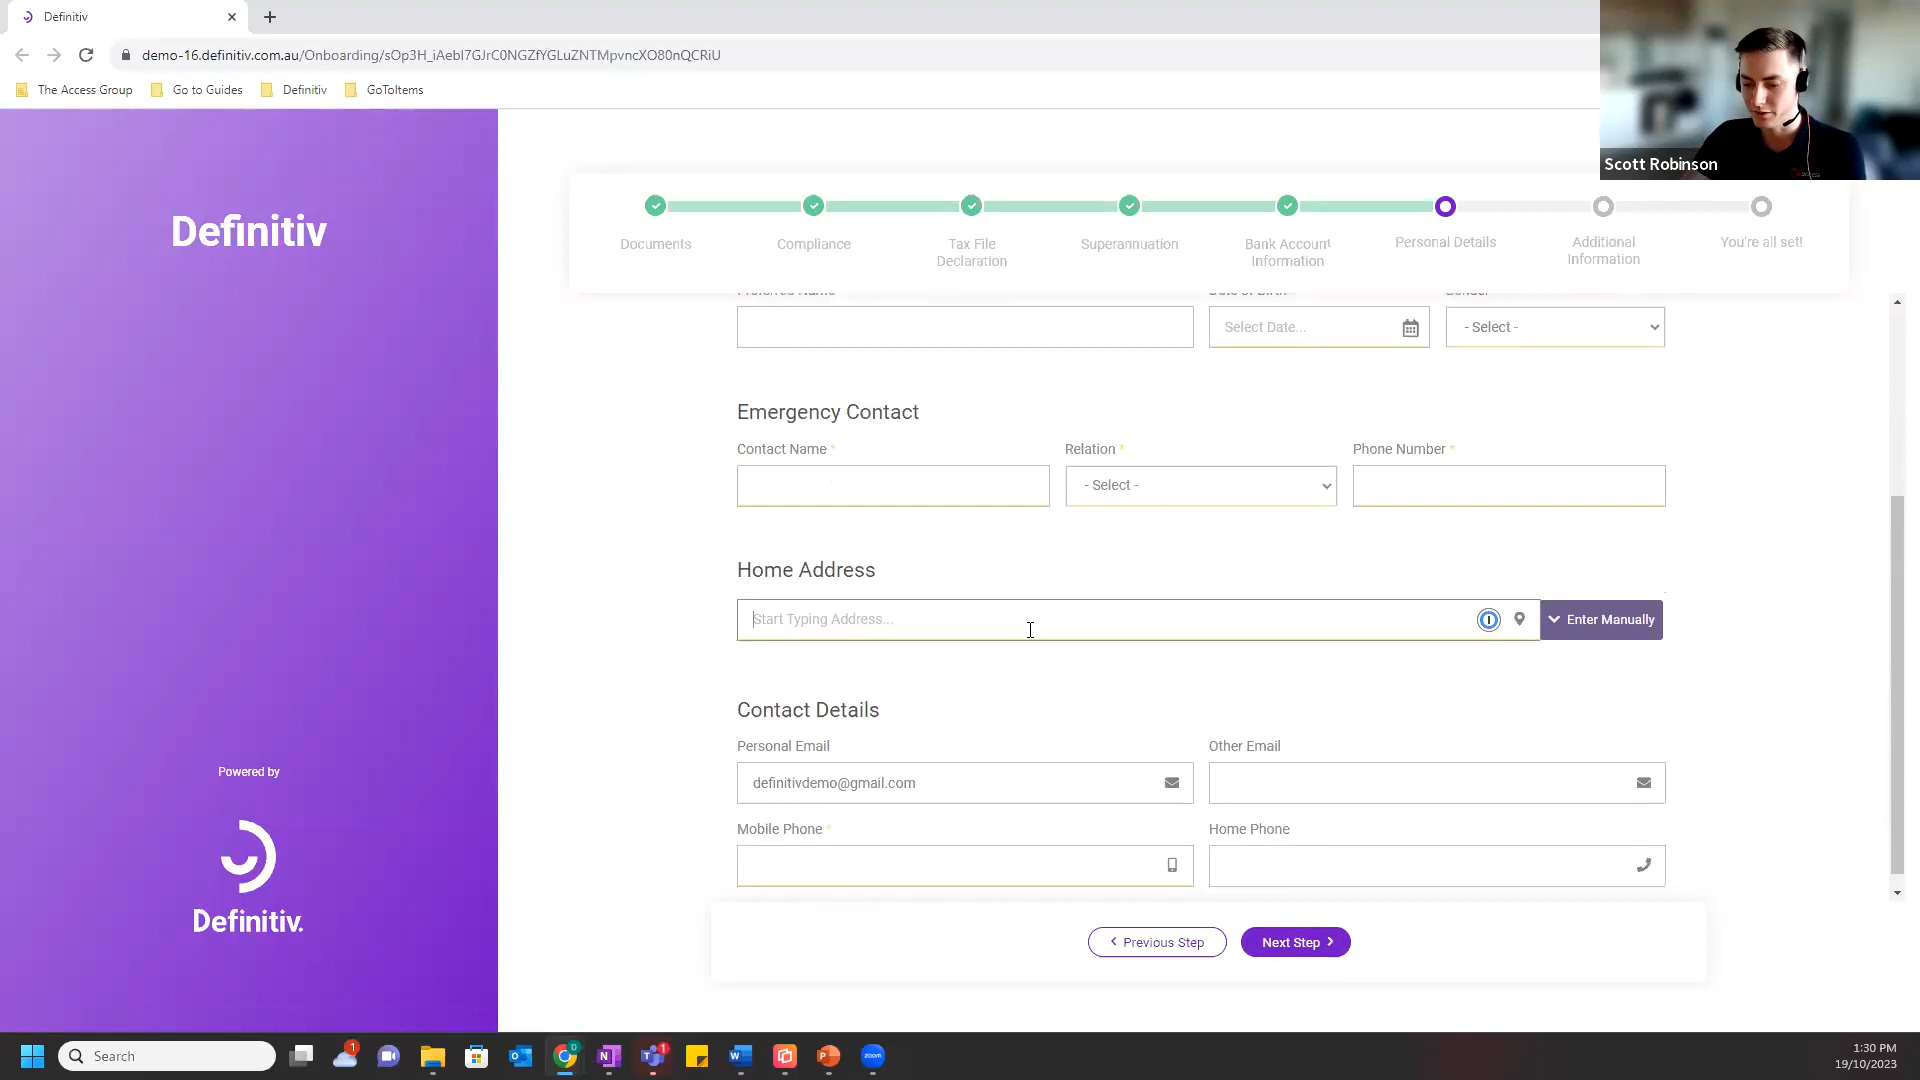 Definitiv
demo-16.definitiv.com.au/Onboarding/sOp3H_iAebI7GJrC0NGZfYGLuZNTMpvncXO80nQCRiU
The Access Group
Go to Guides
Definitiv
GoToItems
Scott Robinson
Definitiv
Documents
Compliance
Tax File
Declaration
Superannuation
Bank Account
Information
Personal Details
Additional
Information
You're all set!
Select Date...
- Select -
Emergency Contact
Contact Name *
Relation *
Phone Number *
- Select -
Home Address
Start Typing Address...
Enter Manually
Contact Details
Personal Email
Other Email
definitivdemo@gmail.com
Mobile Phone *
Home Phone
Powered by
Definitiv.
Previous Step
Next Step
Search
1
1
zoom
1:30 PM
19/10/2023